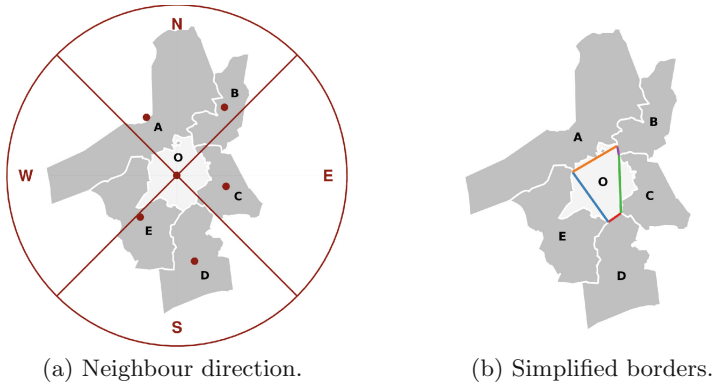 N
B
A
O
W
E
C
E
D
S
A
B
O
C
E
D
(a) Neighbour direction.
(b) Simplified borders.